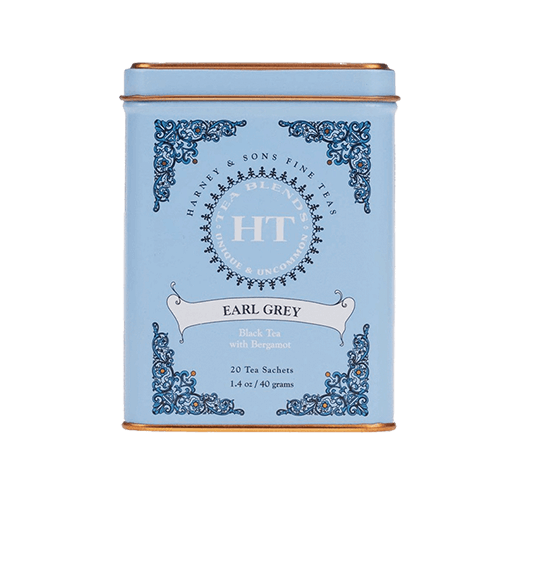 HARNEY & SONS FINE TEAS
TEA BLENDS
HT
UNIQUE & UNCOMMON
EARL GREY
Black Tea
with Bergamot
20 Tea Sachets
1.4 oz / 40 grams